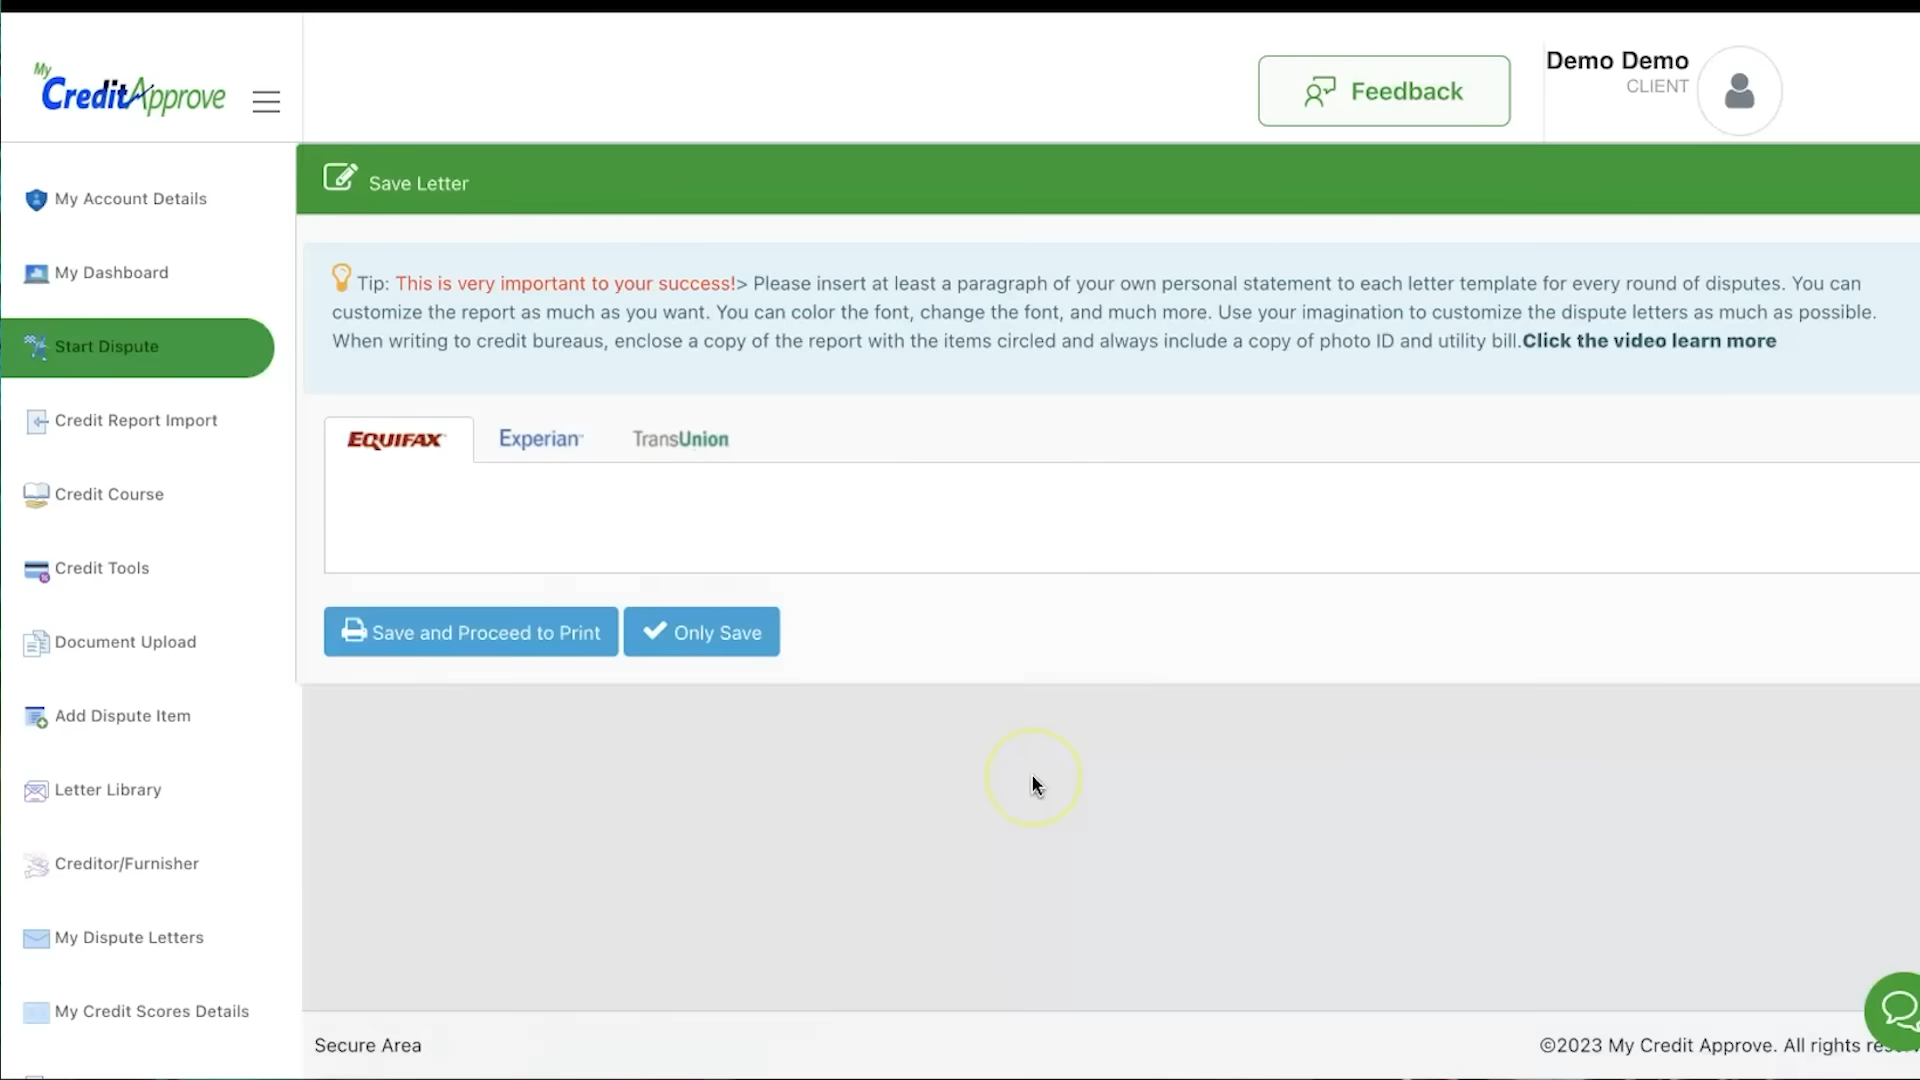 My
CreditApprove
Feedback
Demo Demo
CLIENT
My Account Details
My Dashboard
Start Dispute
Credit Report Import
Credit Course
Credit Tools
Document Upload
Add Dispute Item
Letter Library
Creditor/Furnisher
My Dispute Letters
My Credit Scores Details
Save Letter
Tip: This is very important to your success!> Please insert at least a paragraph of your own personal statement to each letter template for every round of disputes. You can
customize the report as much as you want. You can color the font, change the font, and much more. Use your imagination to customize the dispute letters as much as possible.
When writing to credit bureaus, enclose a copy of the report with the items circled and always include a copy of photo ID and utility bill.Click the video learn more
EQUIFAX
Experian
TransUnion
Save and Proceed to Print
Only Save
Secure Area
©2023 My Credit Approve. All rights